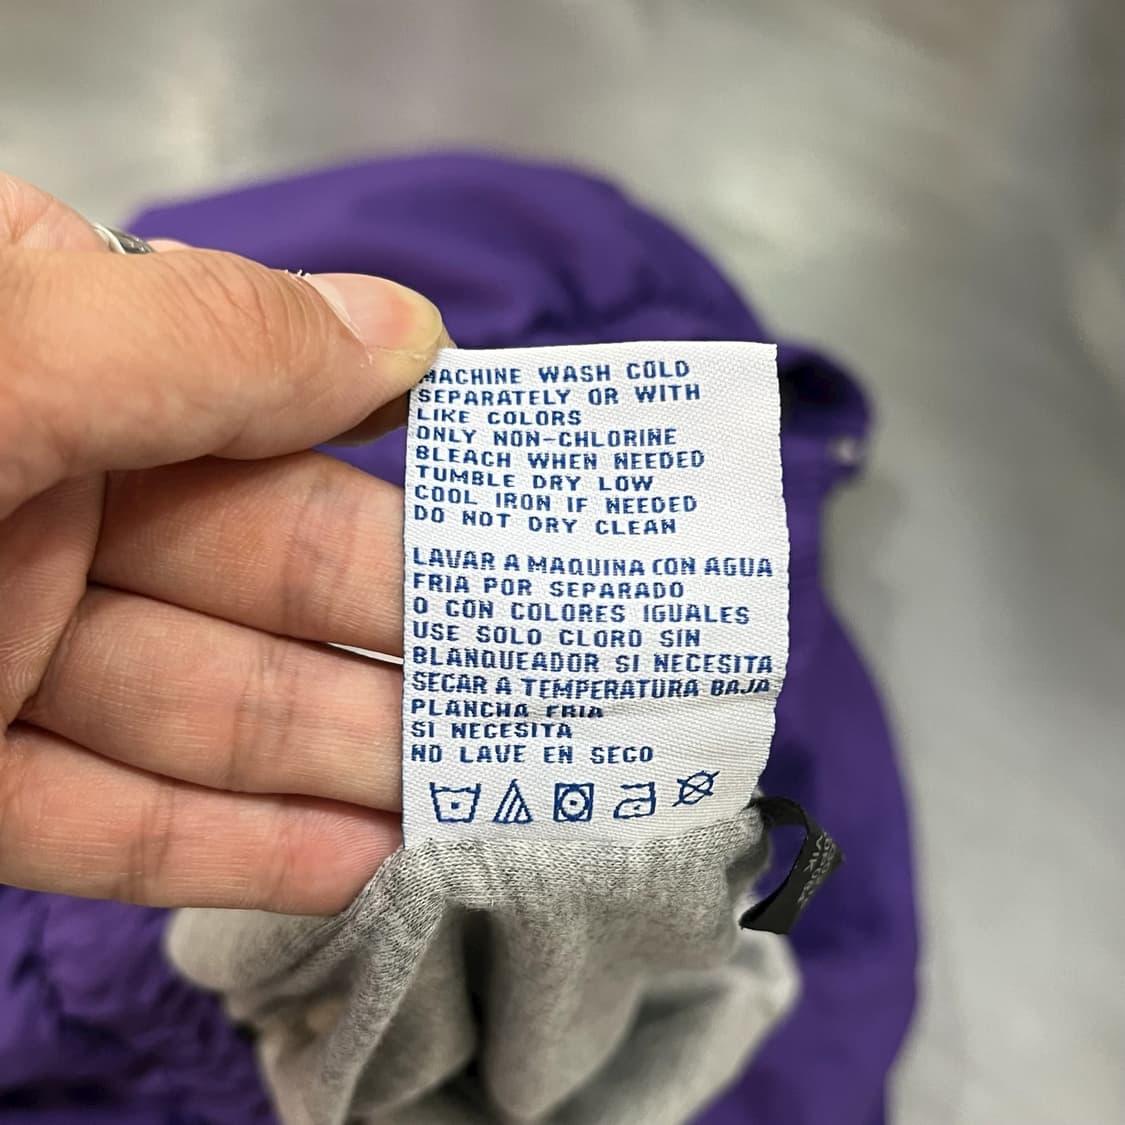 MACHINE WASH COLD
SEPARATELY OR WITH
LIKE COLORS
ONLY NON-CHLORINE
BLEACH WHEN NEEDED
TUMBLE DRY LOW
COOL IRON IF NEEDED
DO NOT DRY CLEAN
LAVAR A MAQUINA CON AGUA
FRIA POR SEPARADO
O CON COLORES IGUALES
USE SOLO CLORO SIN
BLANQUEADOR SI NECESITA
SECAR A TEMPERATURA BAJA
PLANCHA FRIA
SI NECESITA
NO LAVE EN SECO